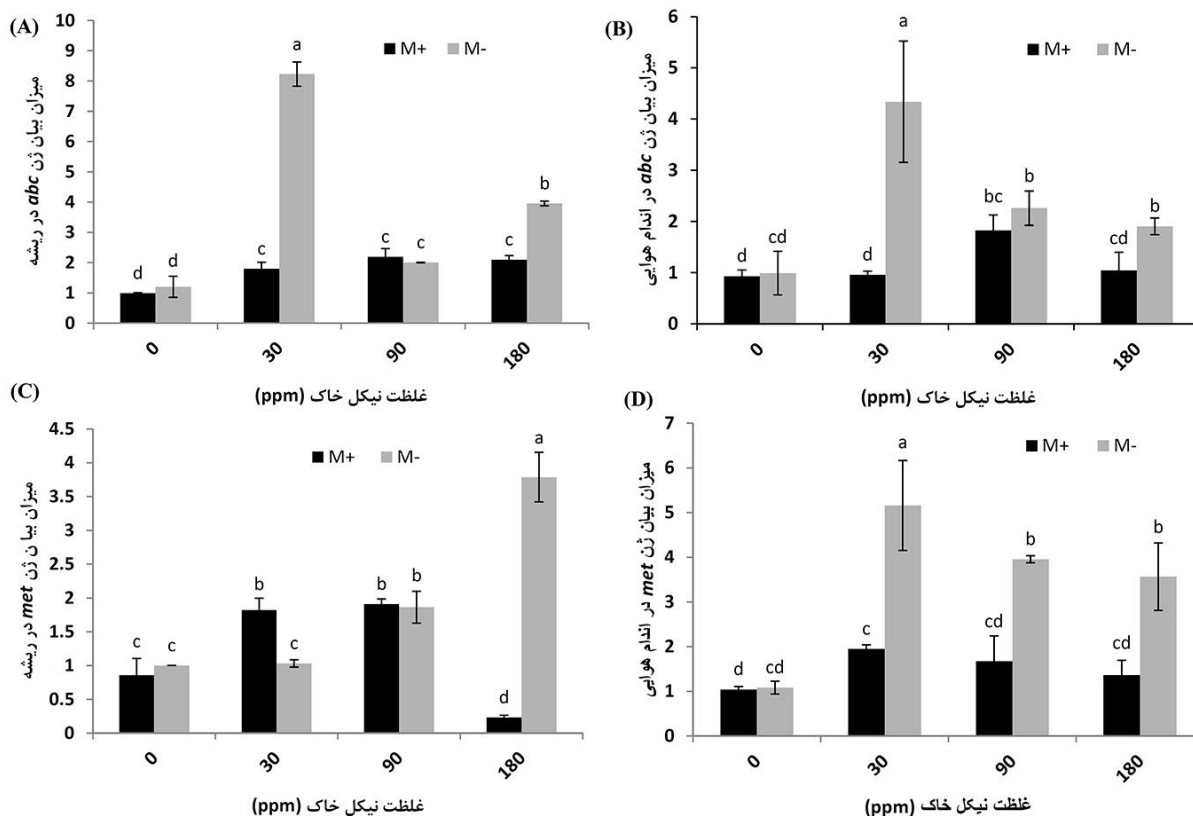 (A)
میزان بیان ژن abc در ریشه
10
9
8
7
6
5
4
3
2
1
0
M+ M-
d d c a c c c b
0 30 90 180
غلظت نیکل خاک (ppm)
(B)
میزان بیان ژن abc در اندام هوایی
6
5
4
3
2
1
0
M+ M-
d cd d a bc b cd b
0 30 90 180
غلظت نیکل خاک (ppm)
(C)
میزان بیا ن ژن met در ریشه
4.5
4
3.5
3
2.5
2
1.5
1
0.5
0
M+ M-
c c b c b b d a
0 30 90 180
غلظت نیکل خاک (ppm)
(D)
میزان بیان ژن met در اندام هوایی
7
6
5
4
3
2
1
0
M+ M-
d cd c a cd b cd b
0 30 90 180
غلظت نیکل خاک (ppm)